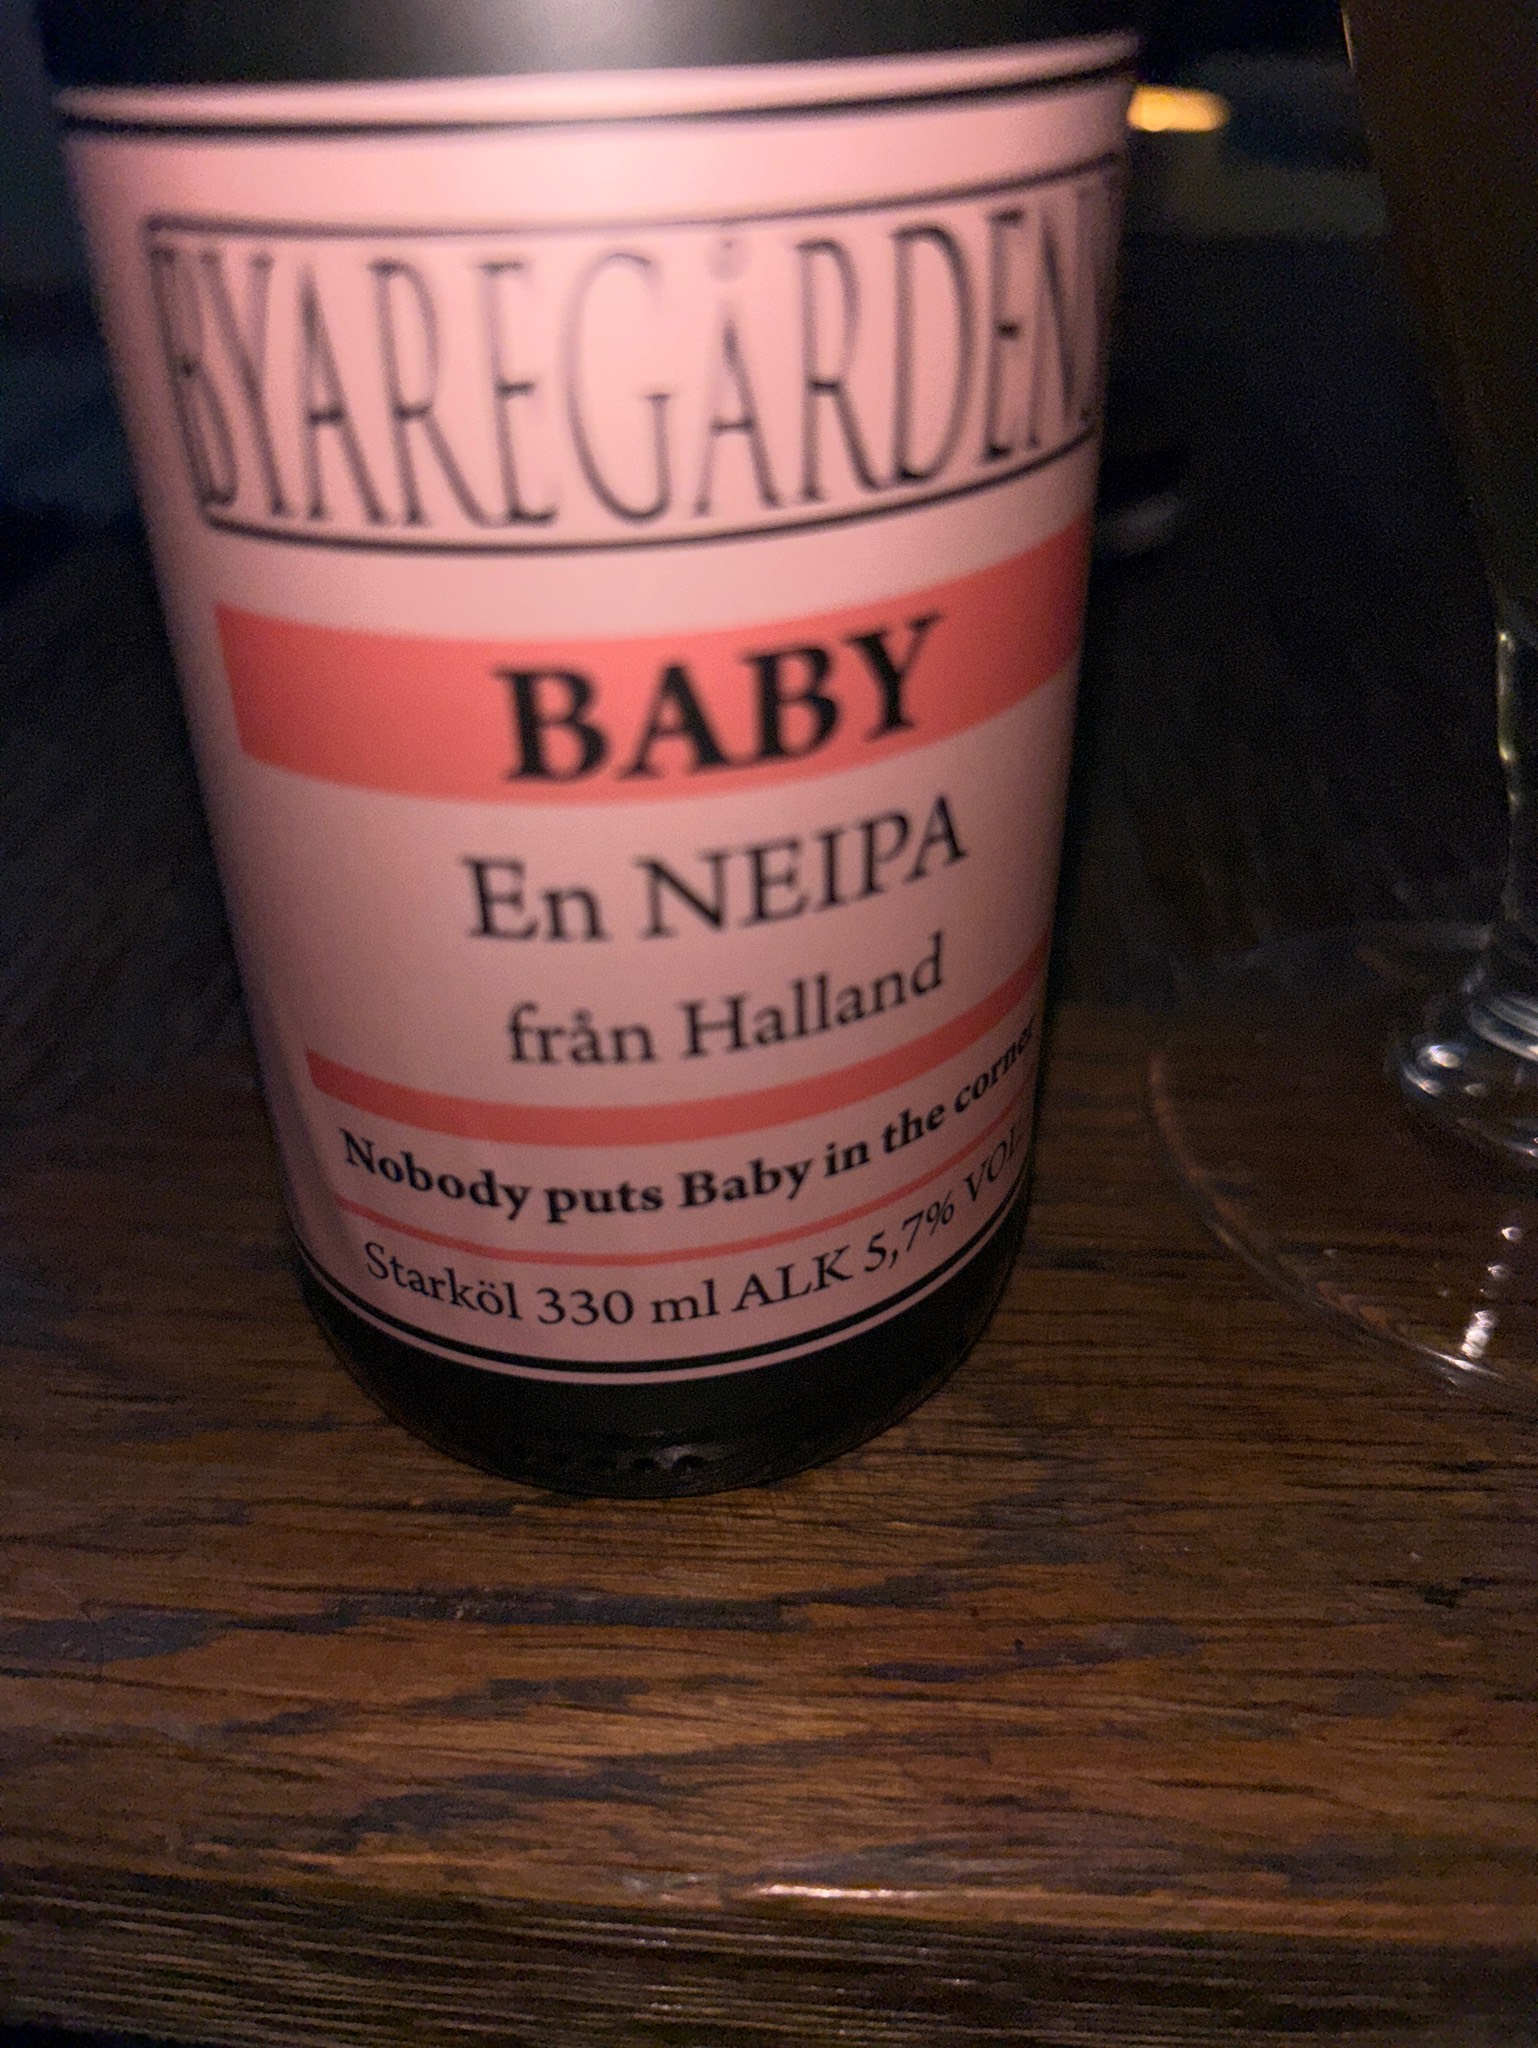 BYAREGÅRDEN
BABY
En NEIPA
från Halland
Nobody puts Baby in the corner
Starköl 330 ml ALK 5,7% VOL.